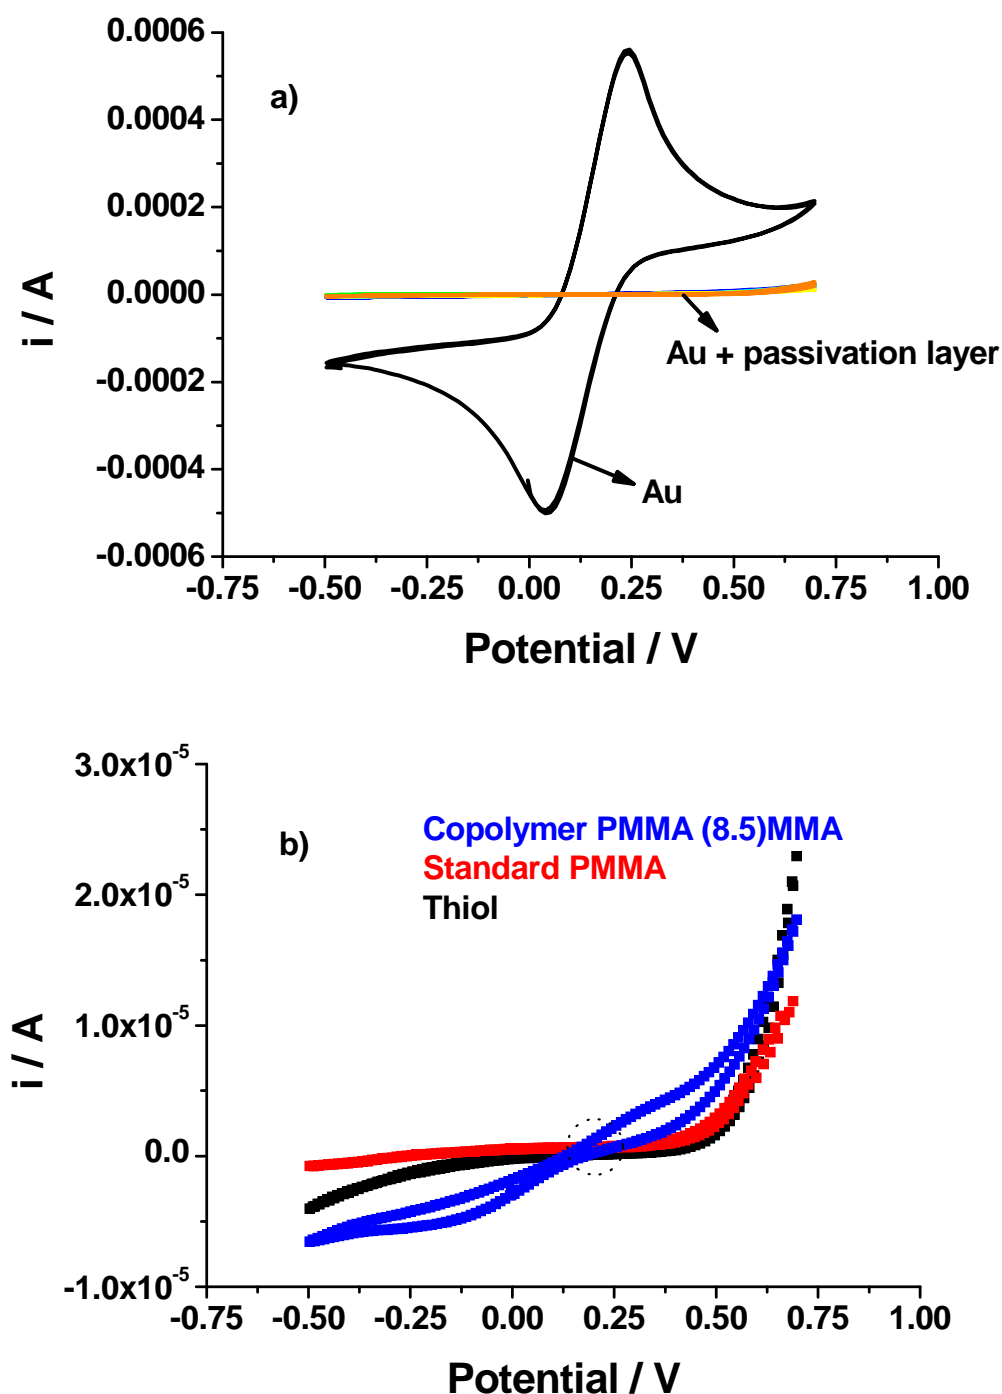 0.0006
a)
0.0004
0.0002
0.0000
-0.0002
-0.0004
-0.0006
i / A
Au + passivation layer
Au
-0.75 -0.50 -0.25 0.00 0.25 0.50 0.75 1.00
Potential / V
3.0x10⁻⁵
2.0x10⁻⁵
1.0x10⁻⁵
0.0
-1.0x10⁻⁵
i / A
b)
Copolymer PMMA (8.5)MMA
Standard PMMA
Thiol
-0.75 -0.50 -0.25 0.00 0.25 0.50 0.75 1.00
Potential / V